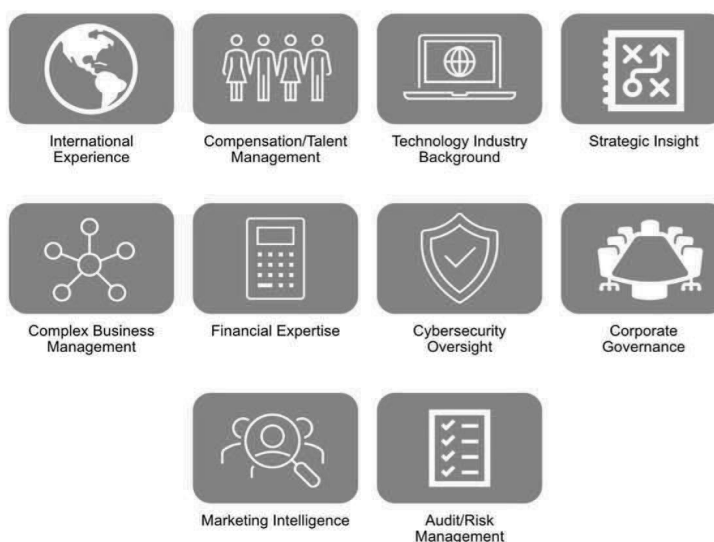 International
Experience
Compensation/Talent
Management
Technology Industry
Background
Strategic Insight
Complex Business
Management
Financial Expertise
Cybersecurity
Oversight
Corporate
Governance
Marketing Intelligence
Audit/Risk
Management